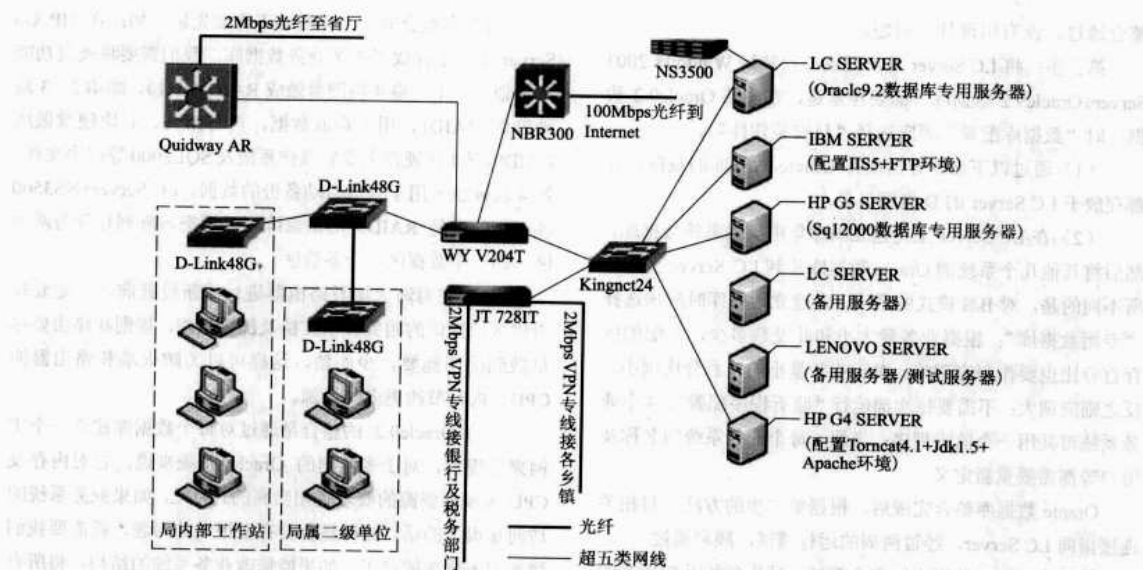 2Mbps光纤至省厅
Quidway AR
NBR300
100Mbps光纤到
Internet
NS3500
LC SERVER
(Oracle9.2数据库专用服务器)
IBM SERVER
(配置IIS5+FTP环境)
HP G5 SERVER
(Sql2000数据库专用服务器)
LC SERVER
(备用服务器)
LENOVO SERVER
(备用服务器/测试服务器)
HP G4 SERVER
(配置Torncat4.1+Jdk1.5+
Apache环境)
D-Link48G
D-Link48G
D-Link48G
WY V204T
JT 728IT
Kingnct24
2Mbps VPN专线接银行及税务部门
2Mbps VPN专线接各乡镇
局内部工作站
局属二级单位
光纤
超五类网线